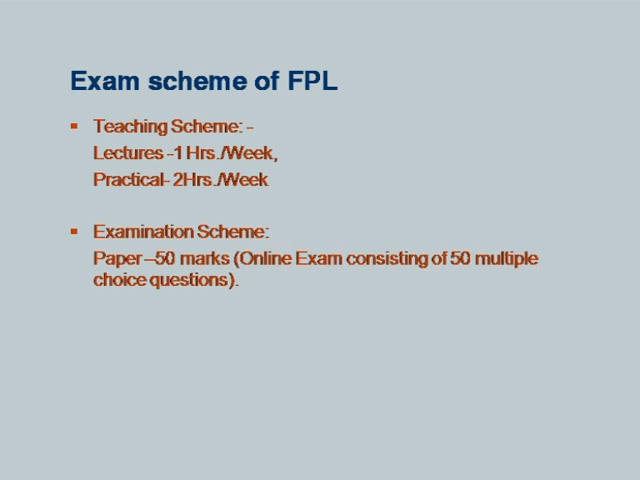 Exam scheme of FPL
▪ Teaching Scheme: -
Lectures -1 Hrs./Week,
Practical- 2Hrs./Week
▪ Examination Scheme:
Paper –50 marks (Online Exam consisting of 50 multiple
choice questions).